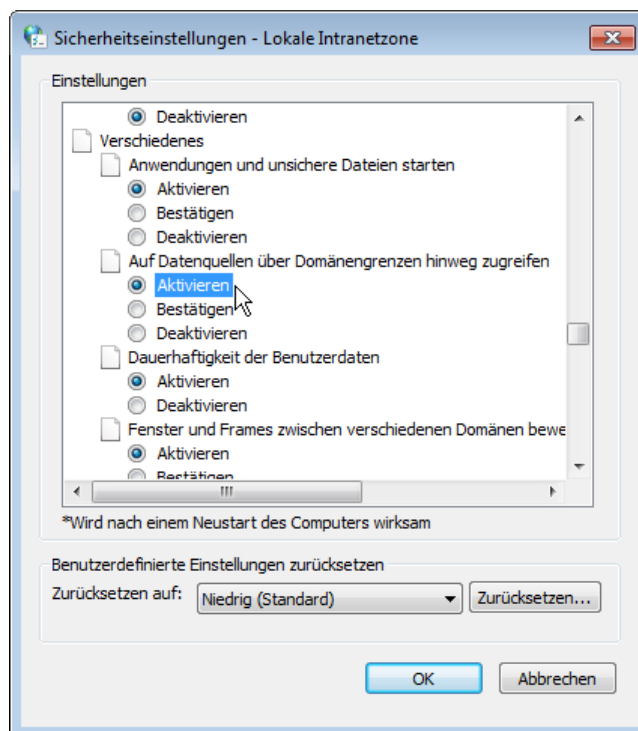 Sicherheitseinstellungen - Lokale Intranetzone
Einstellungen
Deaktivieren
Verschiedenes
Anwendungen und unsichere Dateien starten
Aktivieren
Bestätigen
Deaktivieren
Auf Datenquellen über Domänengrenzen hinweg zugreifen
Aktivieren
Bestätigen
Deaktivieren
Dauerhaftigkeit der Benutzerdaten
Aktivieren
Deaktivieren
Fenster und Frames zwischen verschiedenen Domänen bewe
Aktivieren
Bestätigen
*Wird nach einem Neustart des Computers wirksam
Benutzerdefinierte Einstellungen zurücksetzen
Zurücksetzen auf: Niedrig (Standard) Zurücksetzen...
OK Abbrechen